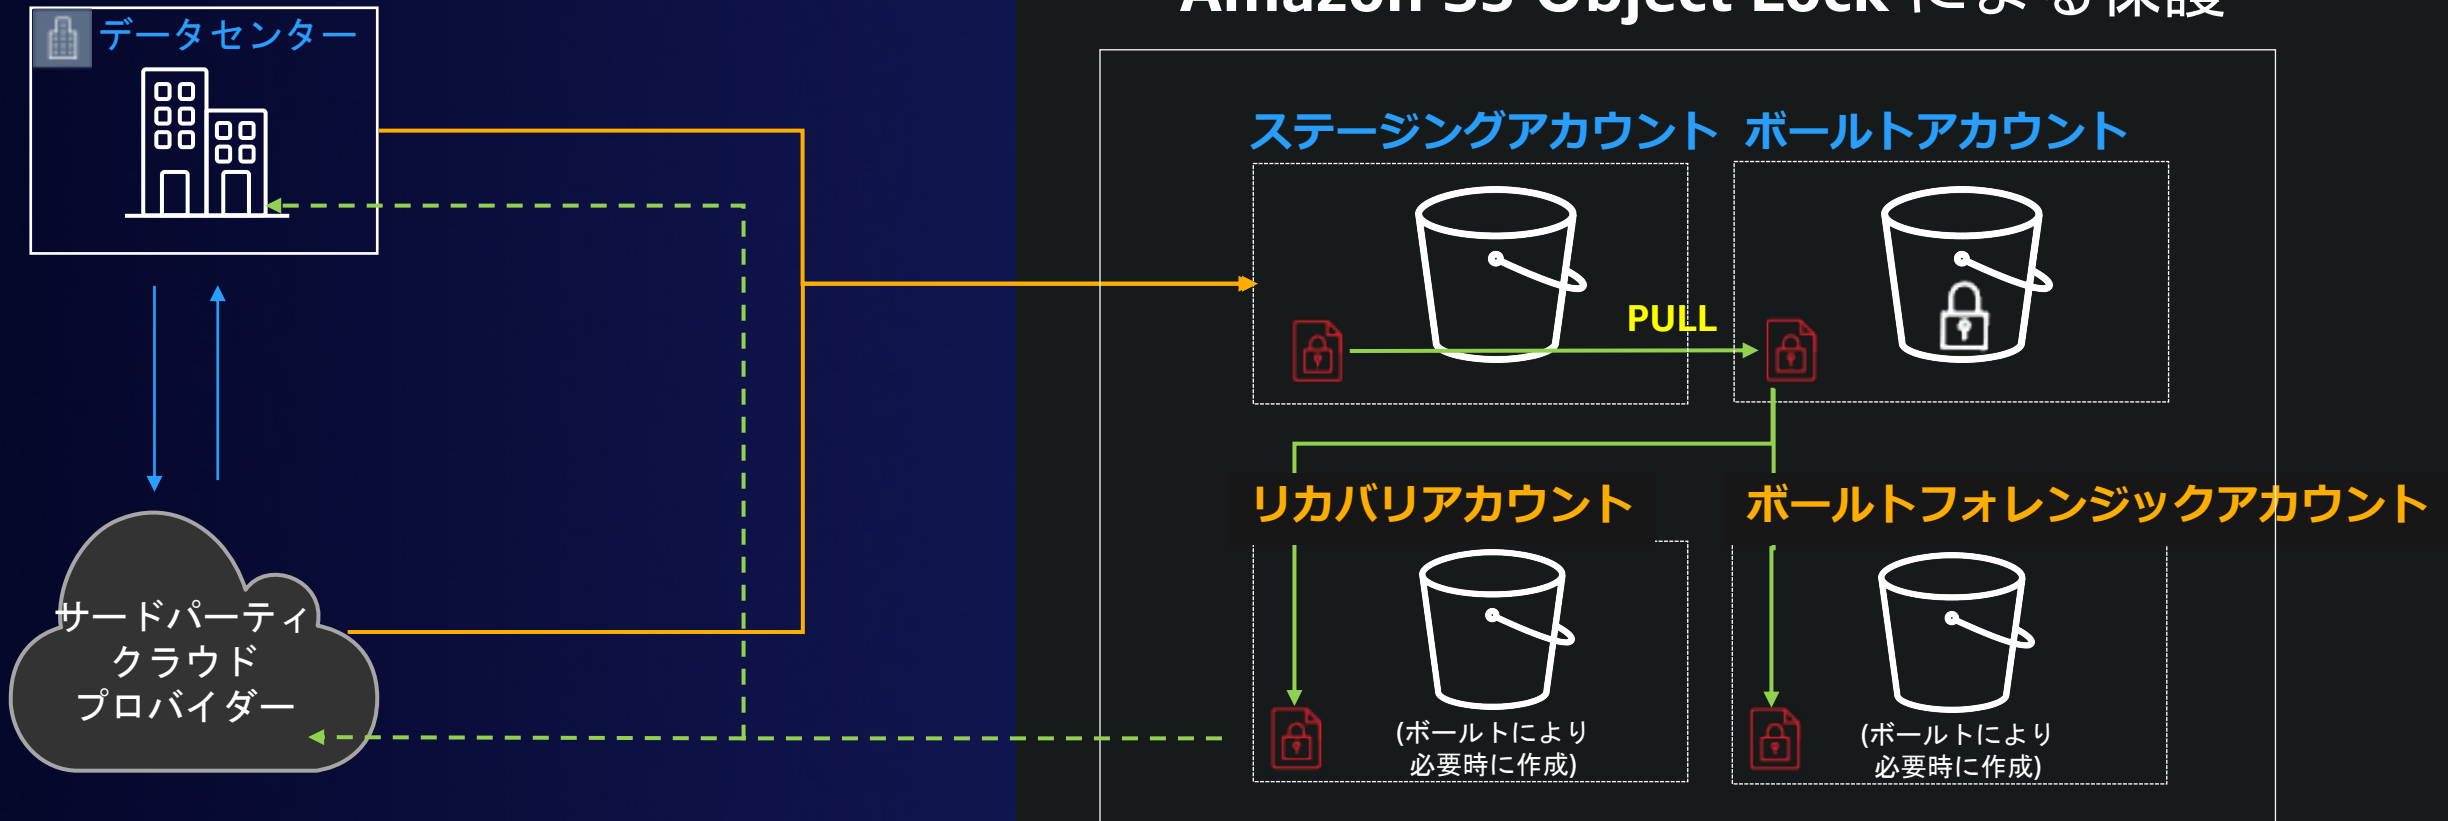 Amazon S3 Object Lock による保護
データセンター
ステージングアカウント
ボールトアカウント
PULL
リカバリアカウント
ボールトフォレンジックアカウント
サードパーティ
クラウド
プロバイダー
(ボールトにより
必要時に作成)
(ボールトにより
必要時に作成)